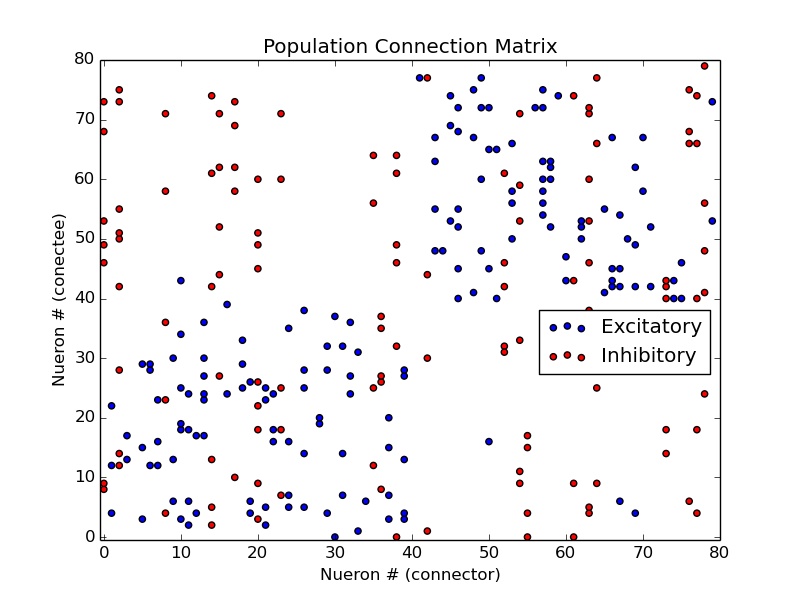 Population Connection Matrix
80
70
60
50
40
30
20
10
0
Nueron # (conectee)
Excitatory
Inhibitory
0 10 20 30 40 50 60 70 80
Nueron # (connector)